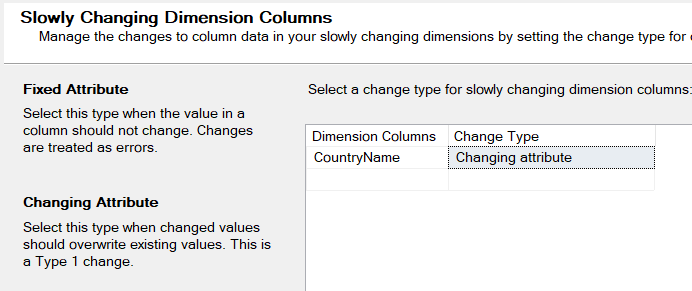 Slowly Changing Dimension Columns
Manage the changes to column data in your slowly changing dimensions by setting the change type for
Fixed Attribute
Select this type when the value in a
column should not change. Changes
are treated as errors.
Select a change type for slowly changing dimension columns:
Dimension Columns Change Type
CountryName Changing attribute
Changing Attribute
Select this type when changed values
should overwrite existing values. This is
a Type 1 change.